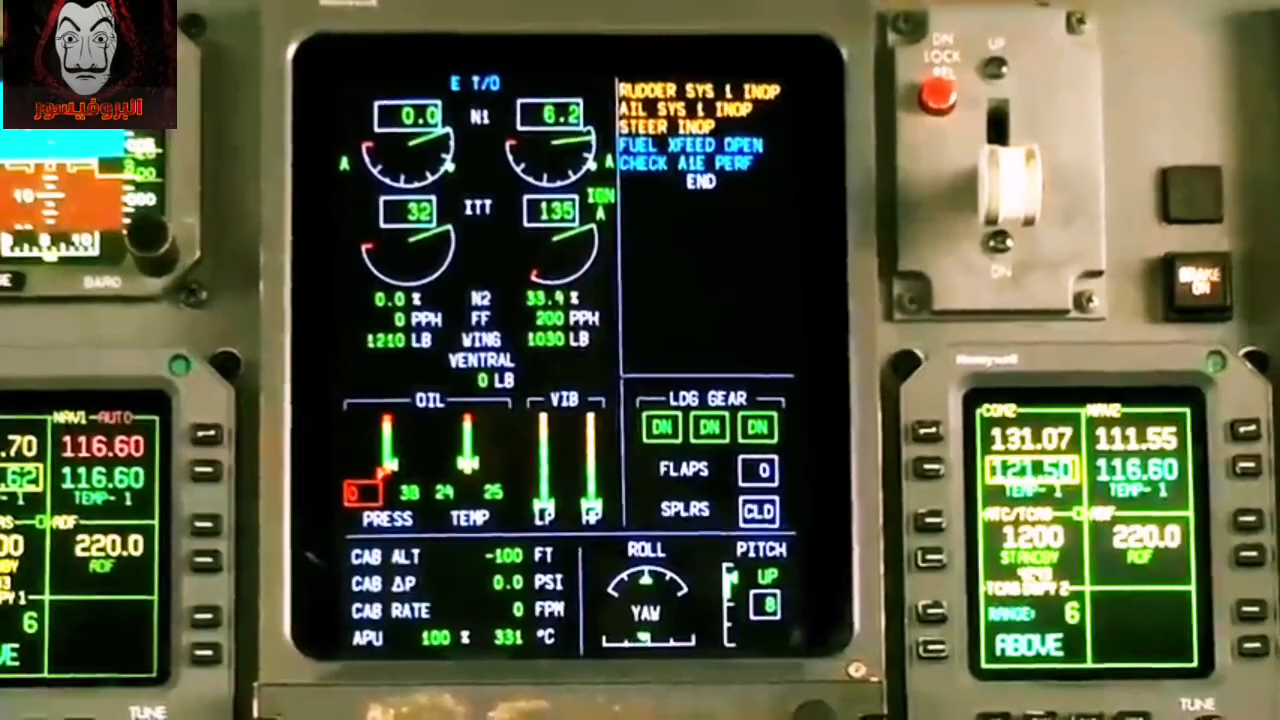 البروفيسور
E T/O
0.0 N1 6.2
A A
IGN
32 ITT 135 A
0.0 % N2 33.4 %
0 PPH FF 200 PPH
1210 LB WING 1030 LB
VENTRAL
0 LB
OIL VIB
0 38 24 25
PRESS TEMP LP HP
RUDDER SYS 1 INOP
AIL SYS 1 INOP
STEER INOP
FUEL XFEED OPEN
CHECK A1E PERF
END
LDG GEAR
DN DN DN
FLAPS 0
SPLRS CLD
CAB ALT -100 FT
CAB ΔP 0.0 PSI
CAB RATE 0 FPM
APU 100 % 331 °C
ROLL PITCH
UP
YAW 8
DN
LOCK
REL
UP
DN
BRAKE
ON
BARO
10
NAV1-AUTO
.70 116.60
.62 116.60
TEMP-1
ADF
220.0
ADF
6
TUNE
Honeywell
COM2 NAV2
131.07 111.55
121.50 116.60
TEMP-1 TEMP-1
ATC/TCAS ADF
1200 220.0
STANDBY ADF
RANGE: 6
ABOVE
TUNE